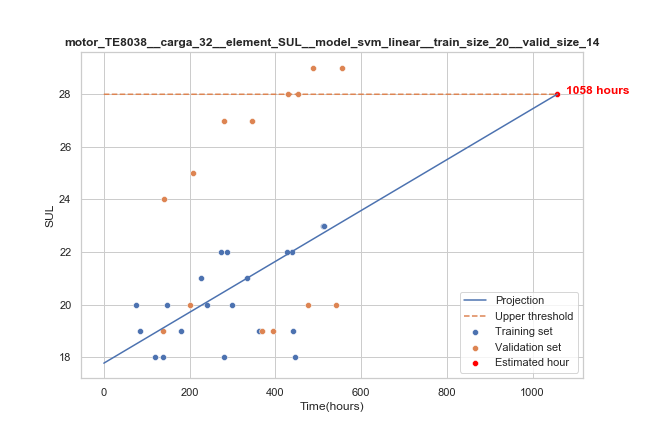 motor_TE8038__carga_32__element_SUL__model_svm_linear__train_size_20__valid_size_14
1058 hours
28
26
24
22
20
18
SUL
0
200
400
600
800
1000
Time(hours)
Projection
Upper threshold
Training set
Validation set
Estimated hour